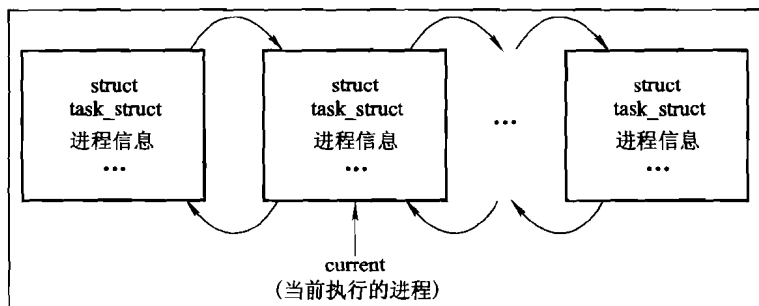 struct
task_struct
进程信息
...
struct
task_struct
进程信息
...
...
...
struct
task_struct
进程信息
...
current
(当前执行的进程)